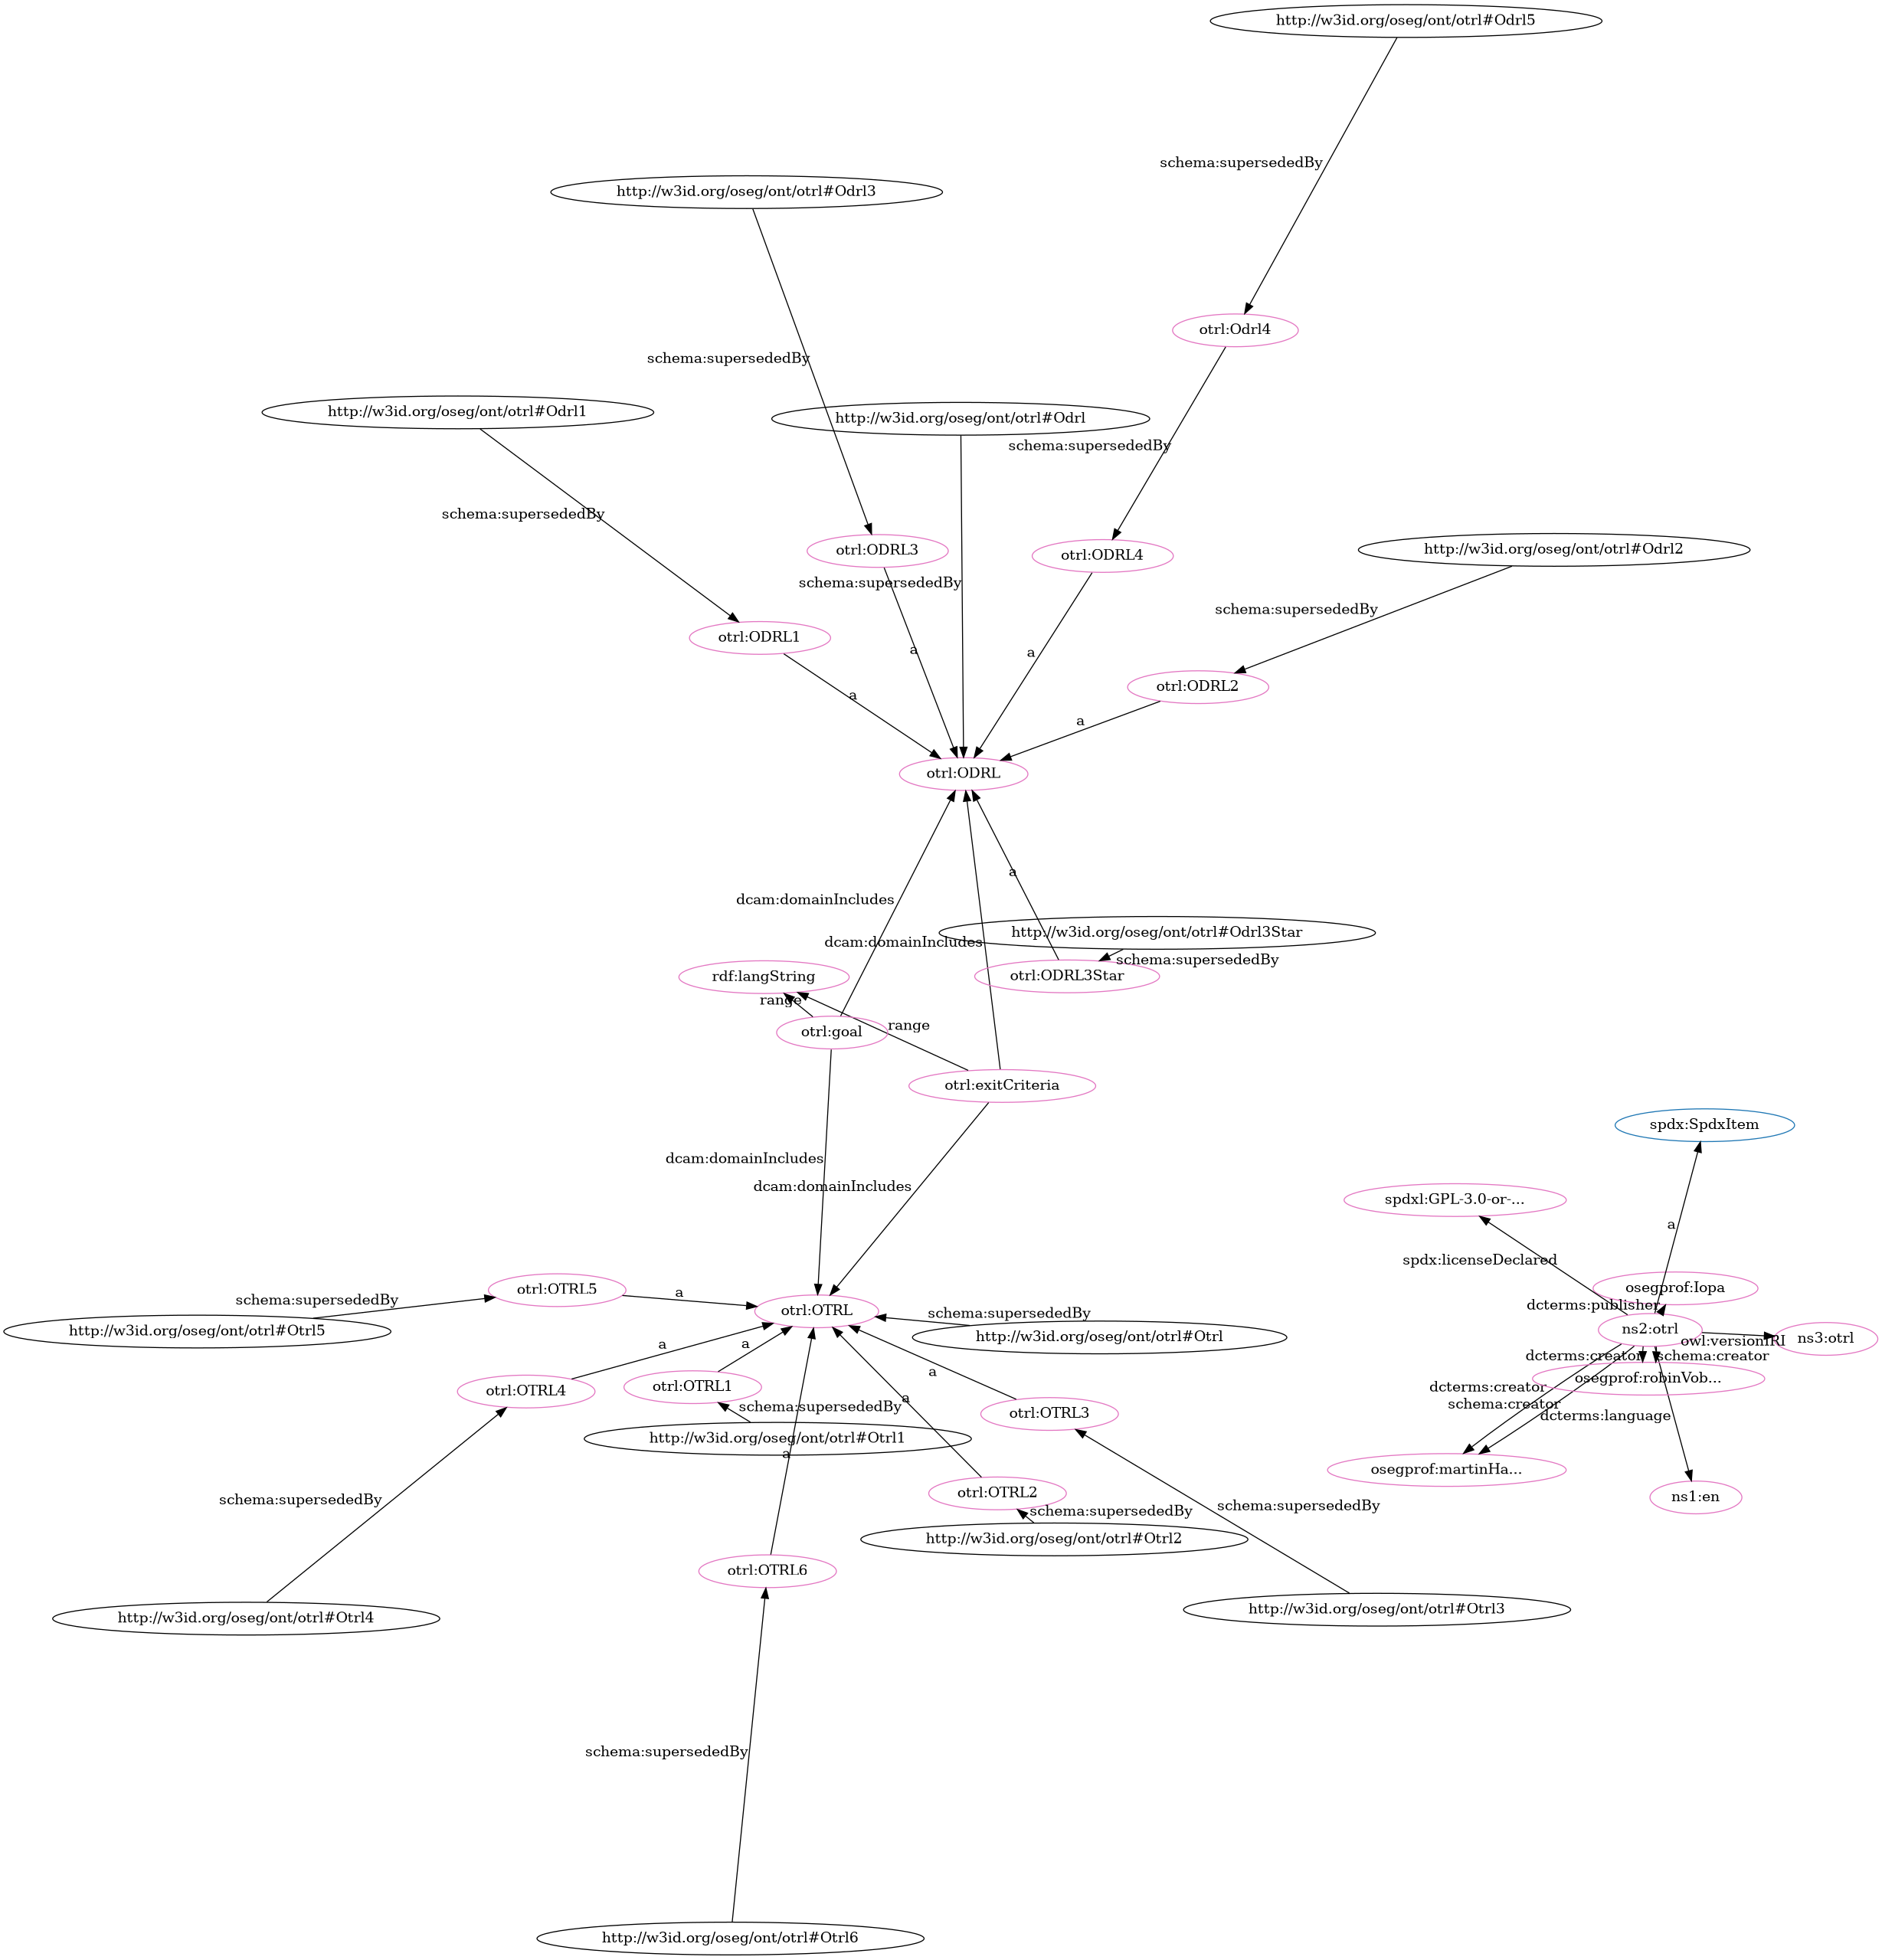 http://w3id.org/oseg/ont/otrl#Odrl5
schema:supersededBy
http://w3id.org/oseg/ont/otrl#Odrl3
otrl:Odrl4
schema:supersededBy
http://w3id.org/oseg/ont/otrl#Odrl1
http://w3id.org/oseg/ont/otrl#Odrl
schema:supersededBy
schema:supersededBy
otrl:ODRL3
otrl:ODRL4
http://w3id.org/oseg/ont/otrl#Odrl2
schema:supersededBy
schema:supersededBy
otrl:ODRL1
a
a
otrl:ODRL2
a
a
otrl:ODRL
a
dcam:domainIncludes
http://w3id.org/oseg/ont/otrl#Odrl3Star
dcam:domainIncludes
schema:supersededBy
rdf:langString
otrl:ODRL3Star
range
range
otrl:goal
otrl:exitCriteria
spdx:SpdxItem
dcam:domainIncludes
dcam:domainIncludes
spdxl:GPL-3.0-or-...
a
spdx:licenseDeclared
otrl:OTRL5
a
osegprof:Iopa
schema:supersededBy
dcterms:publisher
otrl:OTRL
schema:supersededBy
http://w3id.org/oseg/ont/otrl#Otrl5
http://w3id.org/oseg/ont/otrl#Otrl
ns2:otrl
owl:versionIRI
ns3:otrl
a
a
a
dcterms:creator
schema:creator
osegprof:robinVob...
otrl:OTRL4
otrl:OTRL1
dcterms:creator
a
schema:supersededBy
schema:creator
otrl:OTRL3
dcterms:language
http://w3id.org/oseg/ont/otrl#Otrl1
a
osegprof:martinHa...
otrl:OTRL2
ns1:en
schema:supersededBy
schema:supersededBy
schema:supersededBy
http://w3id.org/oseg/ont/otrl#Otrl2
otrl:OTRL6
http://w3id.org/oseg/ont/otrl#Otrl4
http://w3id.org/oseg/ont/otrl#Otrl3
schema:supersededBy
http://w3id.org/oseg/ont/otrl#Otrl6